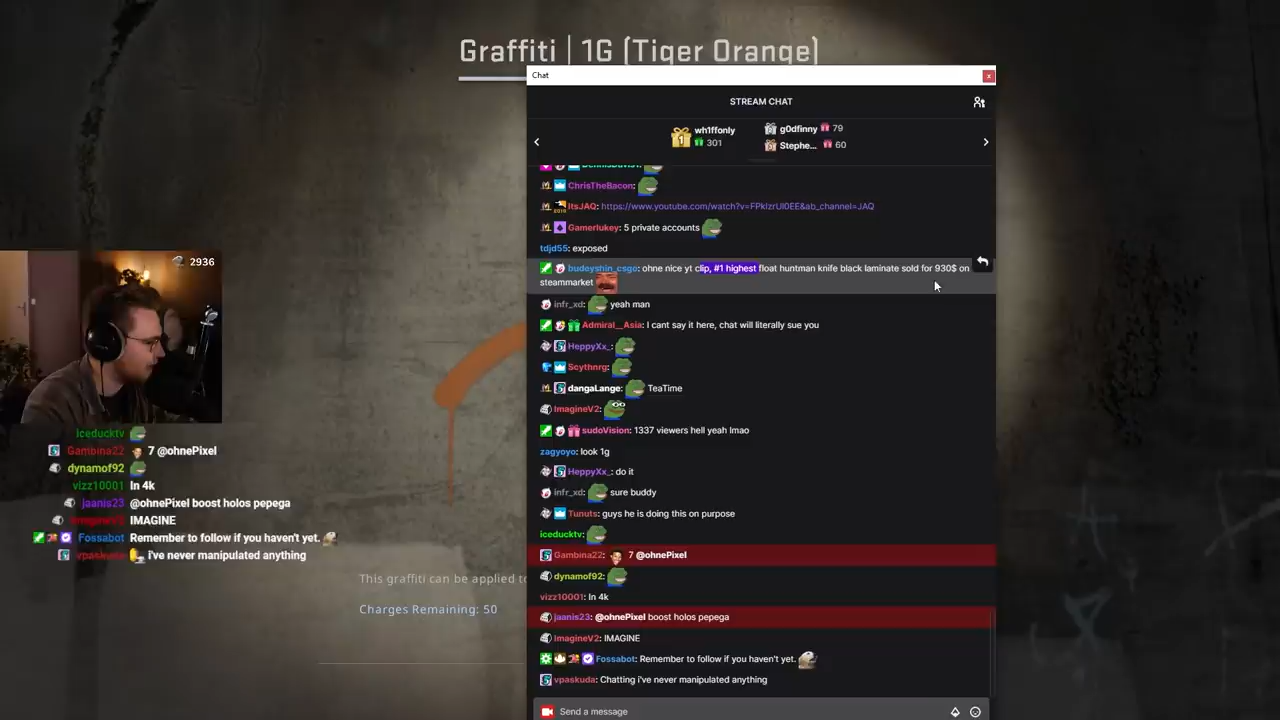 Graffiti | 1G (Tiger Orange)
Chat
x
STREAM CHAT
wh1ffonly
301
g0dfinny 79
Stephe... 60
DennisDavis1:
ChrisTheBacon:
ItsJAQ: https://www.youtube.com/watch?v=FPkIzrUI0EE&ab_channel=JAQ
Gamerlukey: 5 private accounts
tdjd55: exposed
budeyshin_csgo: ohne nice yt clip, #1 highest float huntman knife black laminate sold for 930$ on
steammarket
infr_xd: yeah man
Admiral__Asia: I cant say it here, chat will literally sue you
HeppyXx_:
Scythnrg:
dangaLange: TeaTime
ImagineV2:
sudoVision: 1337 viewers hell yeah lmao
zagyoyo: look 1g
HeppyXx_: do it
infr_xd: sure buddy
Tunuts: guys he is doing this on purpose
iceducktv:
Gambina22: 7 @ohnePixel
dynamof92:
vizz10001: In 4k
jaanis23: @ohnePixel boost holos pepega
ImagineV2: IMAGINE
Fossabot: Remember to follow if you haven't yet.
vpaskuda: Chatting i've never manipulated anything
Send a message
2936
iceducktv
Gambina22 7 @ohnePixel
dynamof92
vizz10001 In 4k
jaanis23 @ohnePixel boost holos pepega
ImagineV2 IMAGINE
Fossabot Remember to follow if you haven't yet.
vpaskuda i've never manipulated anything
This graffiti can be applied to
Charges Remaining: 50